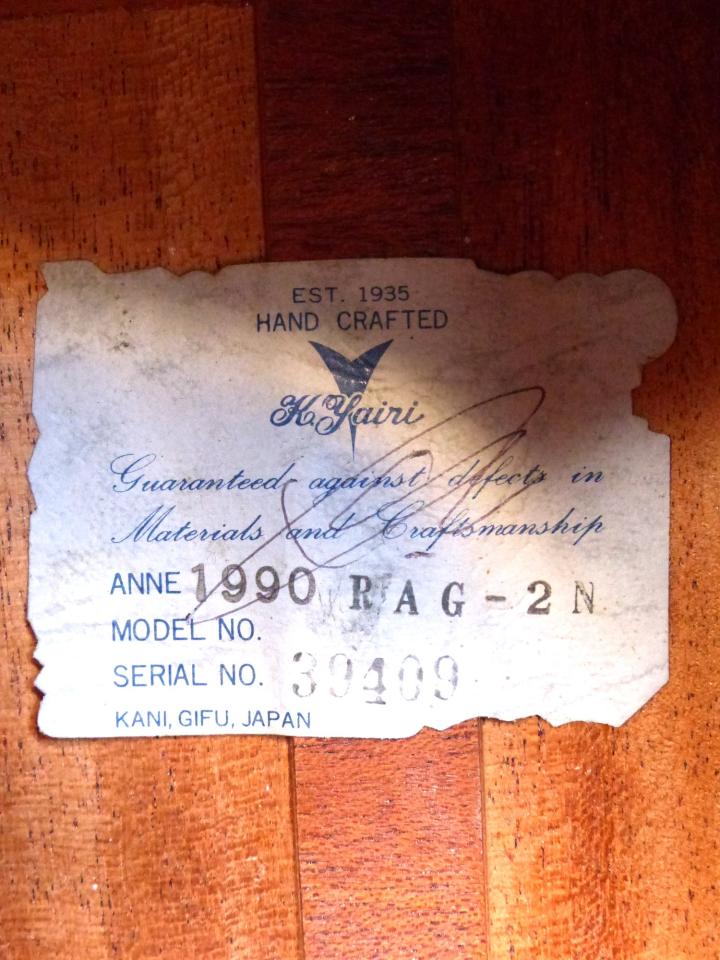 EST. 1935
HAND CRAFTED
K.Yairi
Guaranteed against defects in
Materials and Craftsmanship
ANNE 1990 RAG-2N
MODEL NO.
SERIAL NO. 39409
KANI, GIFU, JAPAN